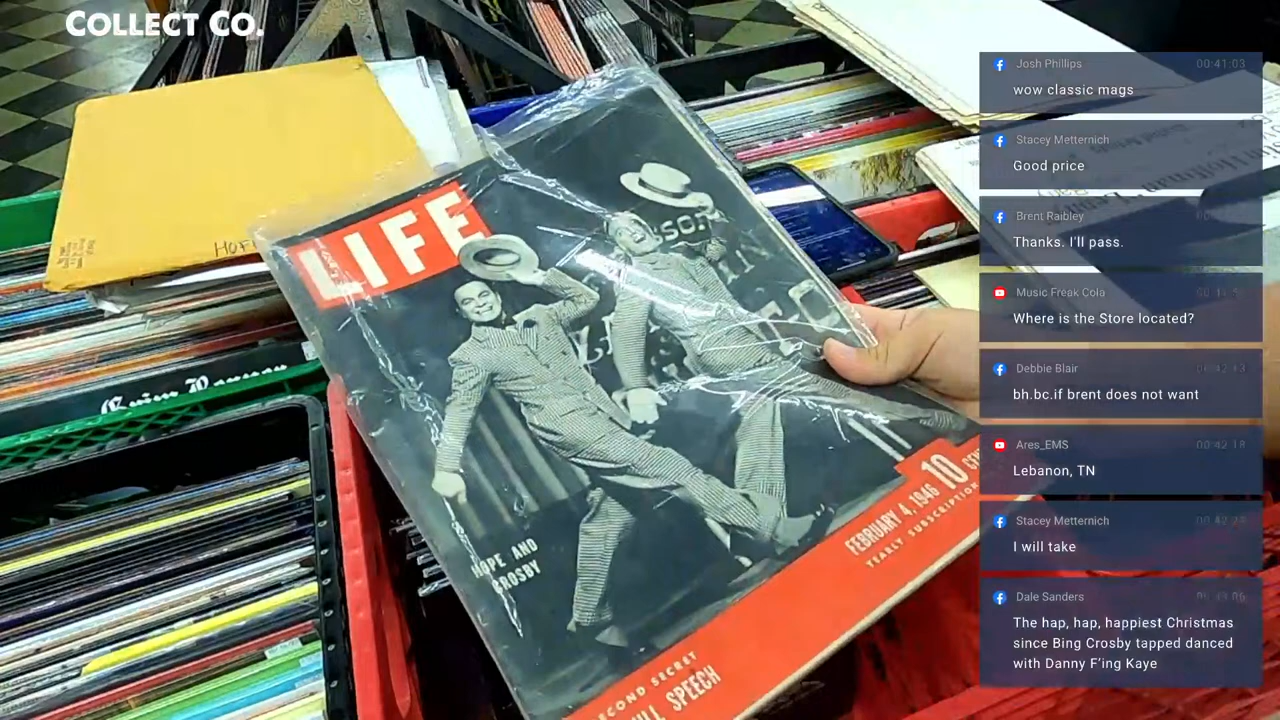 COLLECT CO.
LIFE
HOPE AND
CROSBY
FEBRUARY 4, 1946 10
YEARLY SUBSCRIPTION
SECOND SECRET
SPEECH
Josh Phillips 00:41:03
wow classic mags
Stacey Metternich
Good price
Brent Raibley
Thanks. I'll pass.
Music Freak Cola
Where is the Store located?
Debbie Blair
bh.bc.if brent does not want
Ares_EMS 00:42:18
Lebanon, TN
Stacey Metternich
I will take
Dale Sanders
The hap, hap, happiest Christmas
since Bing Crosby tapped danced
with Danny F'ing Kaye